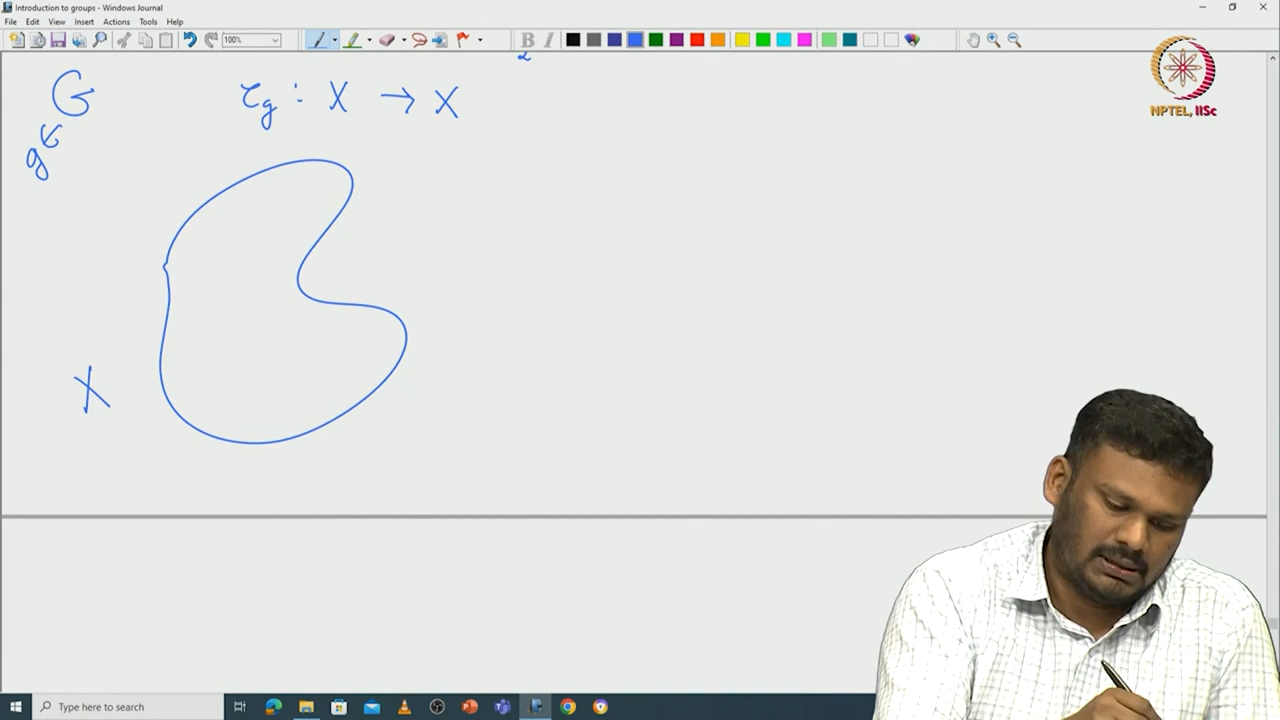 Introduction to groups - Windows Journal
File Edit View Insert Actions Tools Help
100%
B I
G τg : X → X
g
X
NPTEL, IISc
Type here to search